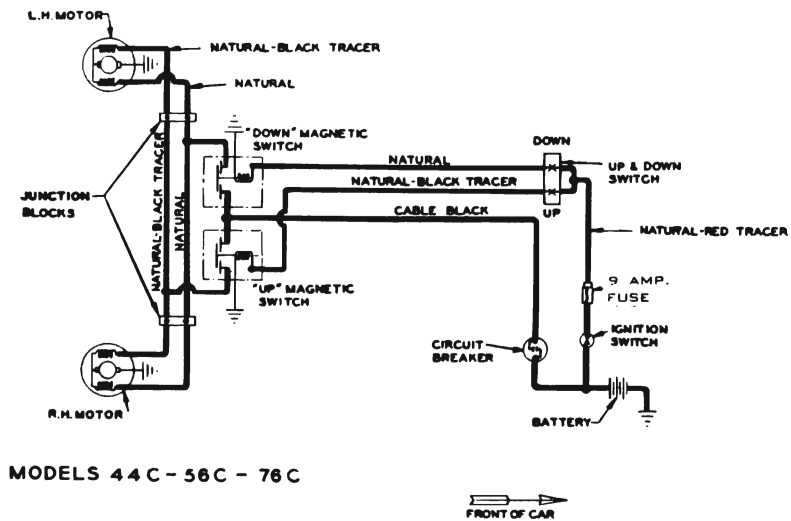 L.H. MOTOR
NATURAL-BLACK TRACER
NATURAL
"DOWN" MAGNETIC
SWITCH
DOWN
NATURAL
UP & DOWN
SWITCH
NATURAL-BLACK TRACER
JUNCTION
BLOCKS
NATURAL-BLACK TRACER
NATURAL
CABLE BLACK
UP
NATURAL-RED TRACER
"UP" MAGNETIC
SWITCH
9 AMP.
FUSE
IGNITION
SWITCH
CIRCUIT
BREAKER
R.H. MOTOR
BATTERY
MODELS 44C-56C-76C
FRONT OF CAR